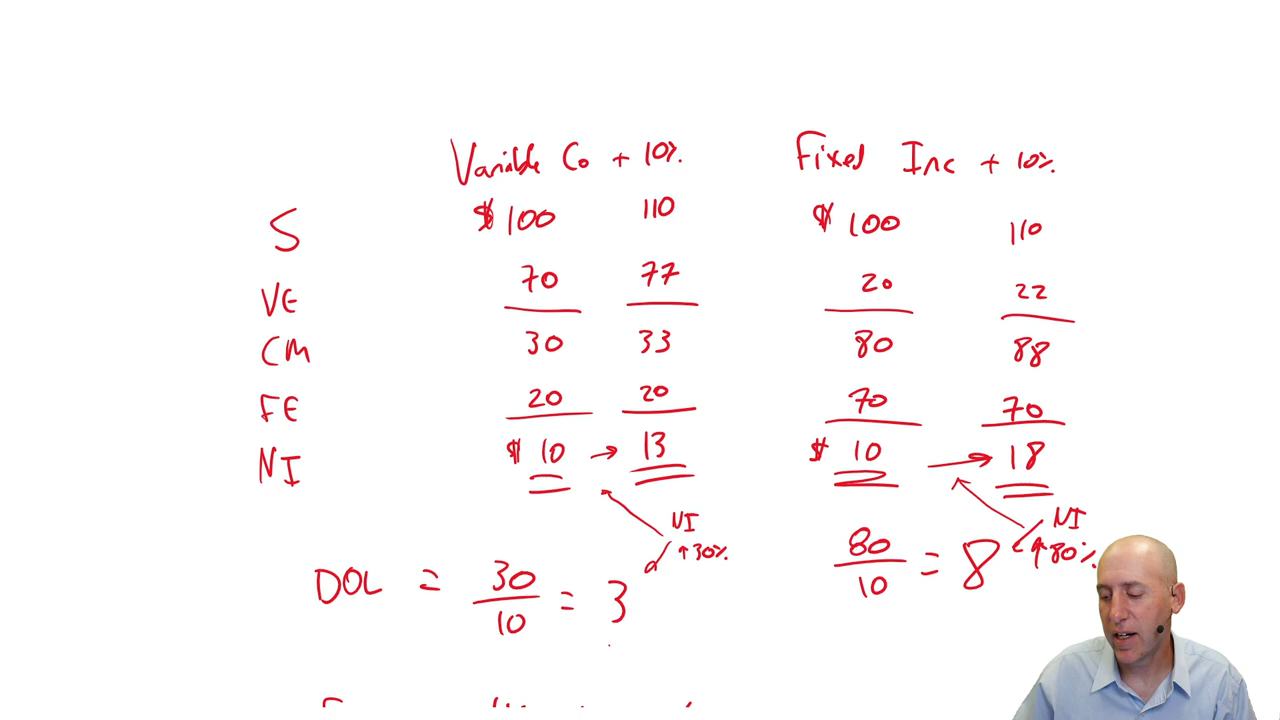 Variable Co + 10% Fixed Inc + 10%
S $ 100 110 $ 100 110
VE 70 77 20 22
CM 30 33 80 88
FE 20 20 70 70
NI $ 10 → 13 $ 10 → 18
NI ↑30% NI ↑80%
DOL = 30/10 = 3 80/10 = 8